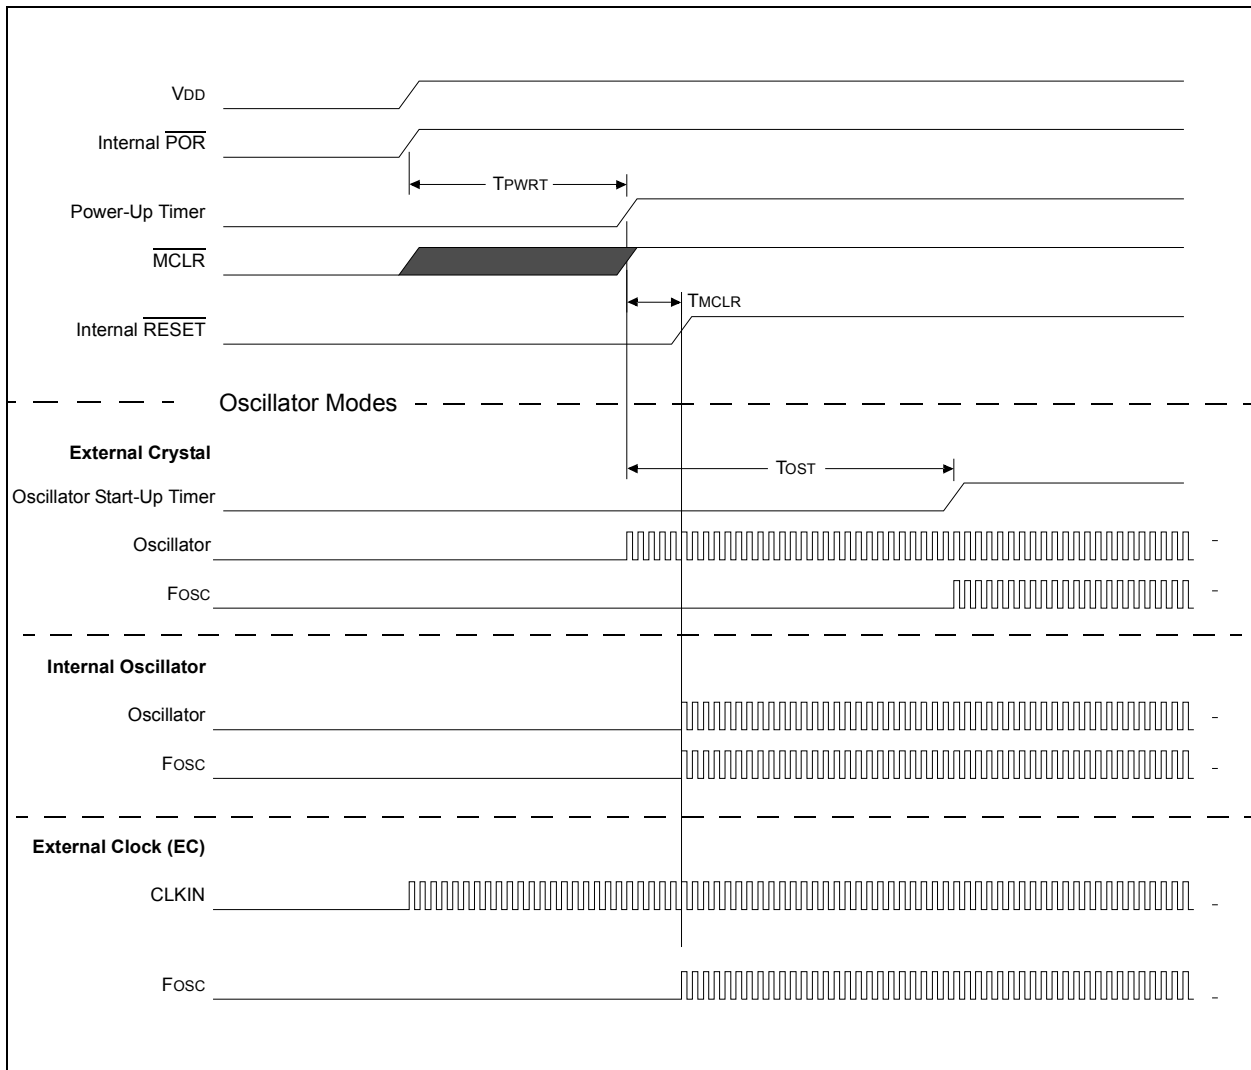 VDD
Internal POR
TPWRT
Power-Up Timer
MCLR
TMCLR
Internal RESET
Oscillator Modes
External Crystal
TOST
Oscillator Start-Up Timer
Oscillator
FOSC
Internal Oscillator
Oscillator
FOSC
External Clock (EC)
CLKIN
FOSC